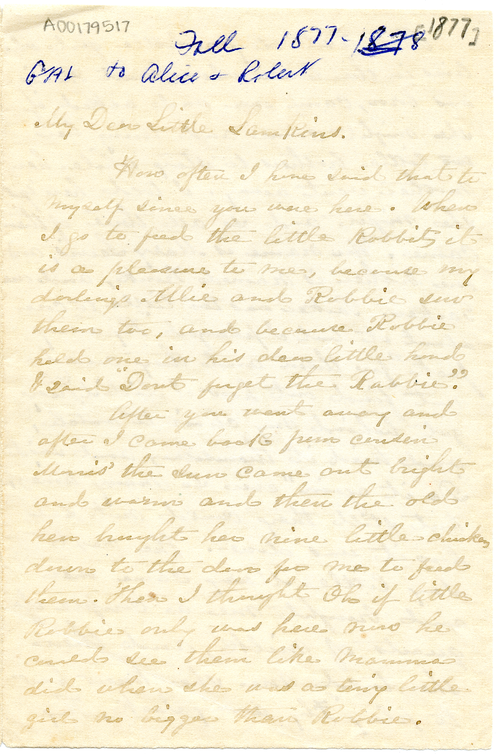 A00179517
Fall 1877-1878 [1877]
GAL to Alice & Robert
My Dear Little Lamkins.
How often I have said that to
myself since you were here. When
I go to feed the little Rabbits, it
is a pleasure to me, because my
darlings Allie and Robbie saw
them too, and because Robbie
held one in his dear little hand
& said "Dont forget the Rabbie".
After you went away and
after I came back from cousin
Morris' the sun came out bright
and warm and then the old
hen brought her nine little chickens
down to the door for me to feed
them. Then I thought Oh if little
Robbie only was here now he
could see them like Mamma
did when she was a tiny little
girl no bigger than Robbie.